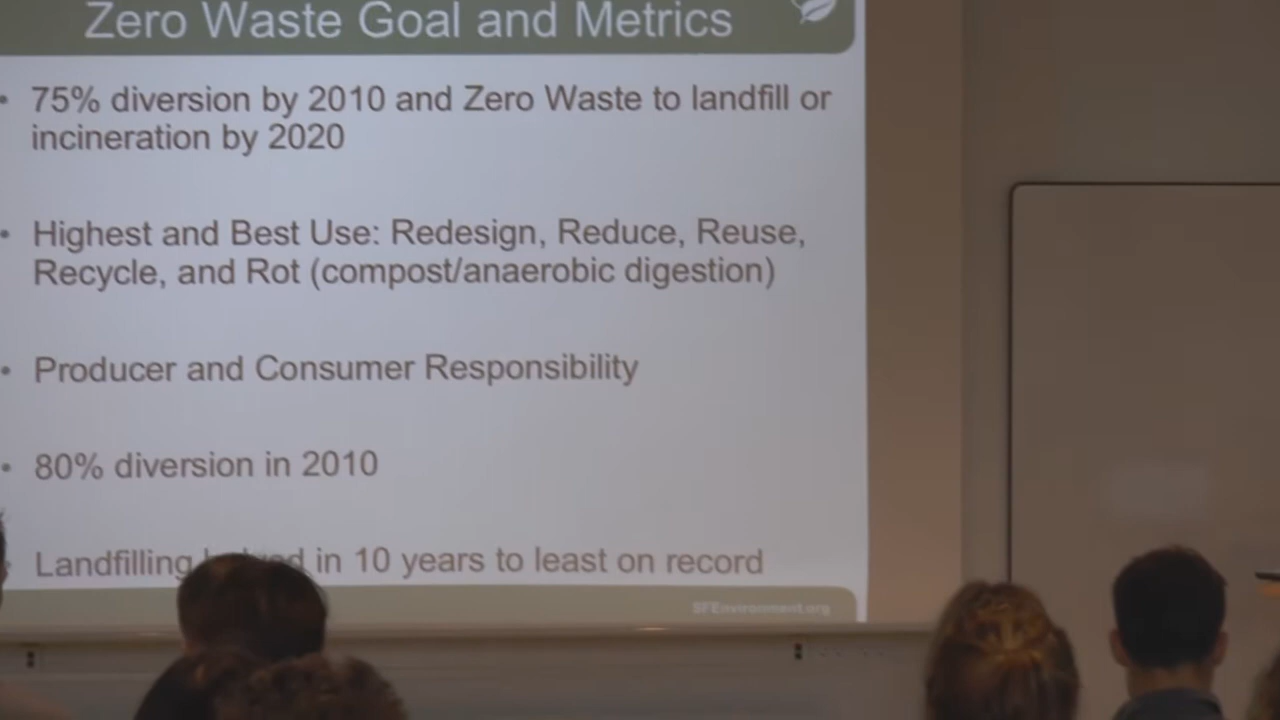 Zero Waste Goal and Metrics
• 75% diversion by 2010 and Zero Waste to landfill or
incineration by 2020
• Highest and Best Use: Redesign, Reduce, Reuse,
Recycle, and Rot (compost/anaerobic digestion)
• Producer and Consumer Responsibility
• 80% diversion in 2010
Landfilling in 10 years to least on record
SFEnvironment.org